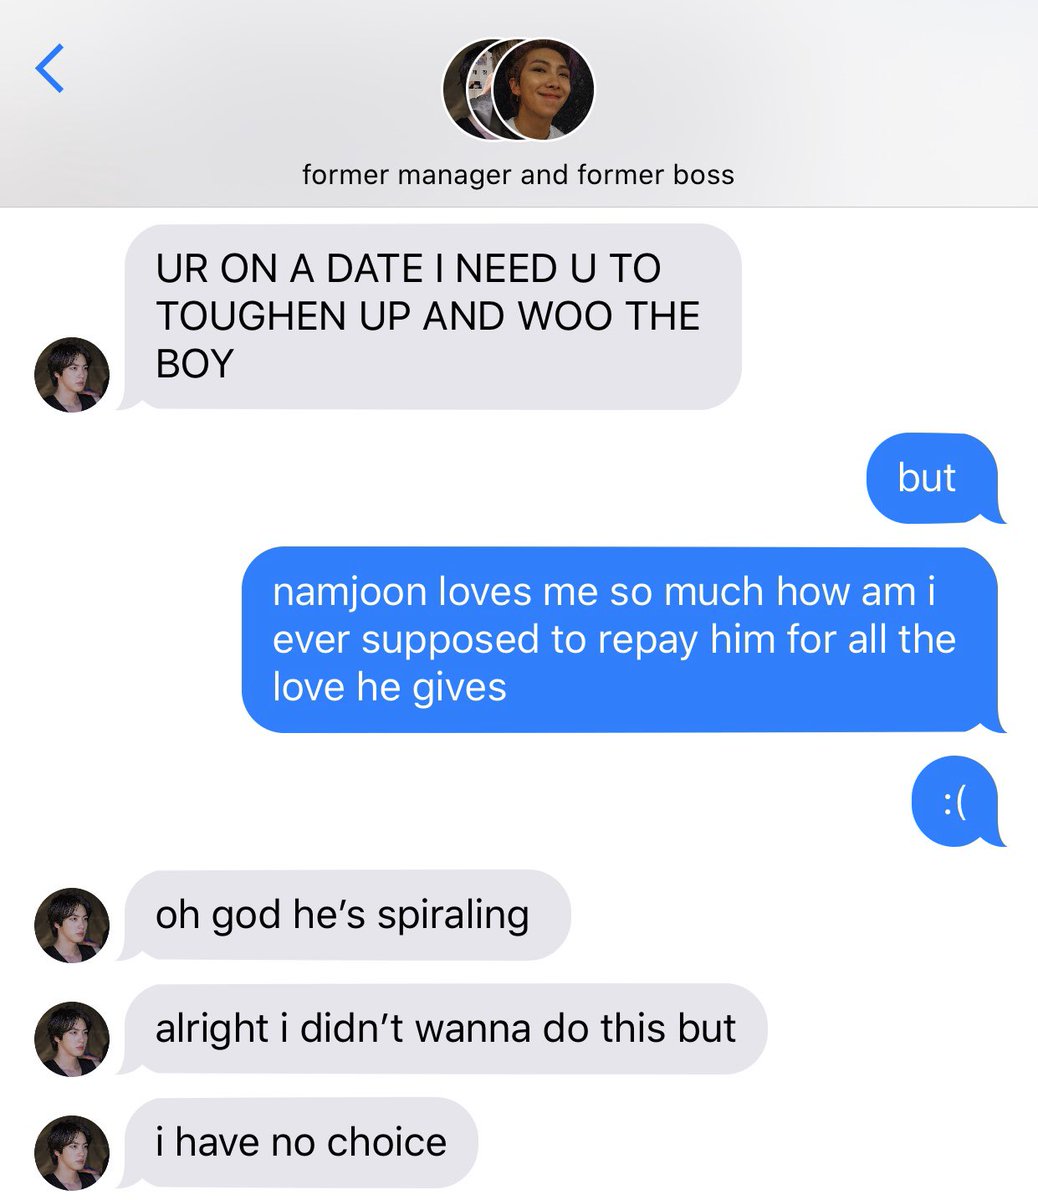 former manager and former boss
UR ON A DATE I NEED U TO
TOUGHEN UP AND WOO THE
BOY
but
namjoon loves me so much how am i
ever supposed to repay him for all the
love he gives
:(
oh god he’s spiraling
alright i didn’t wanna do this but
i have no choice